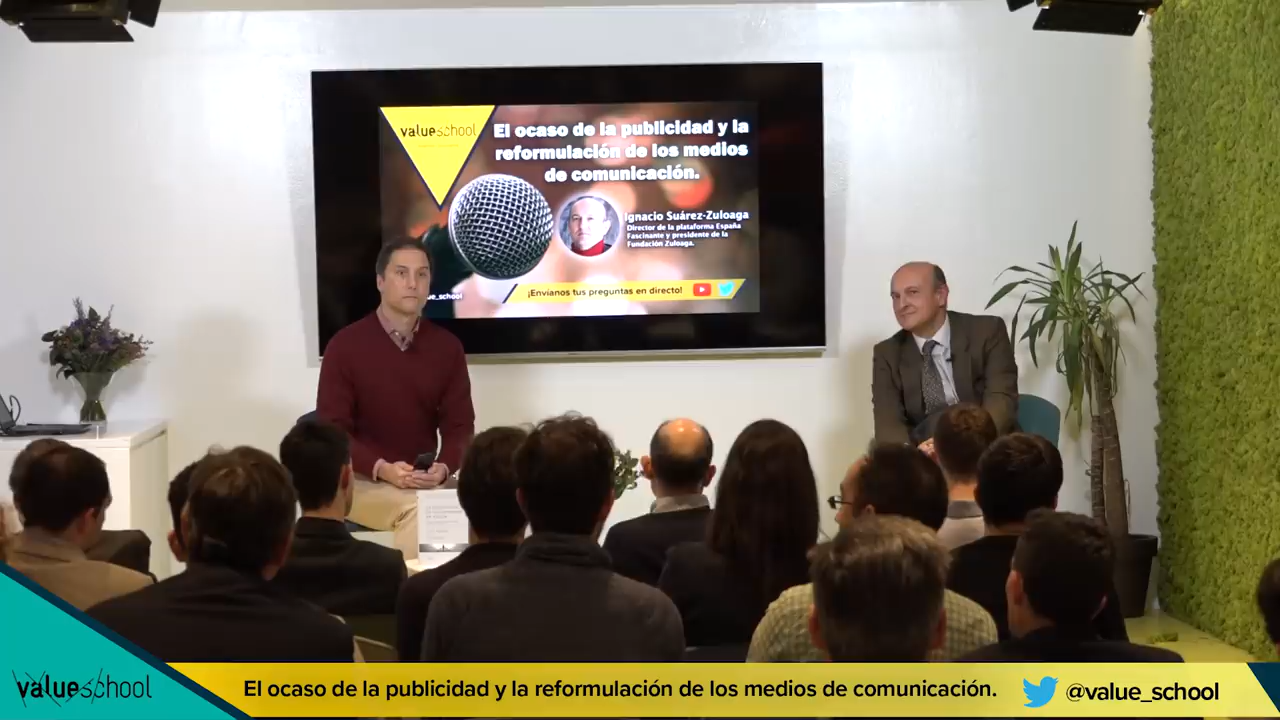 valueschool
El ocaso de la publicidad y la
reformulación de los medios
de comunicación.
Ignacio Suárez-Zuloaga
Director de la plataforma España
Fascinante y presidente de la
Fundación Zuloaga.
ue_school
¡Envíanos tus preguntas en directo!
valueschool
El ocaso de la publicidad y la reformulación de los medios de comunicación.
@value_school